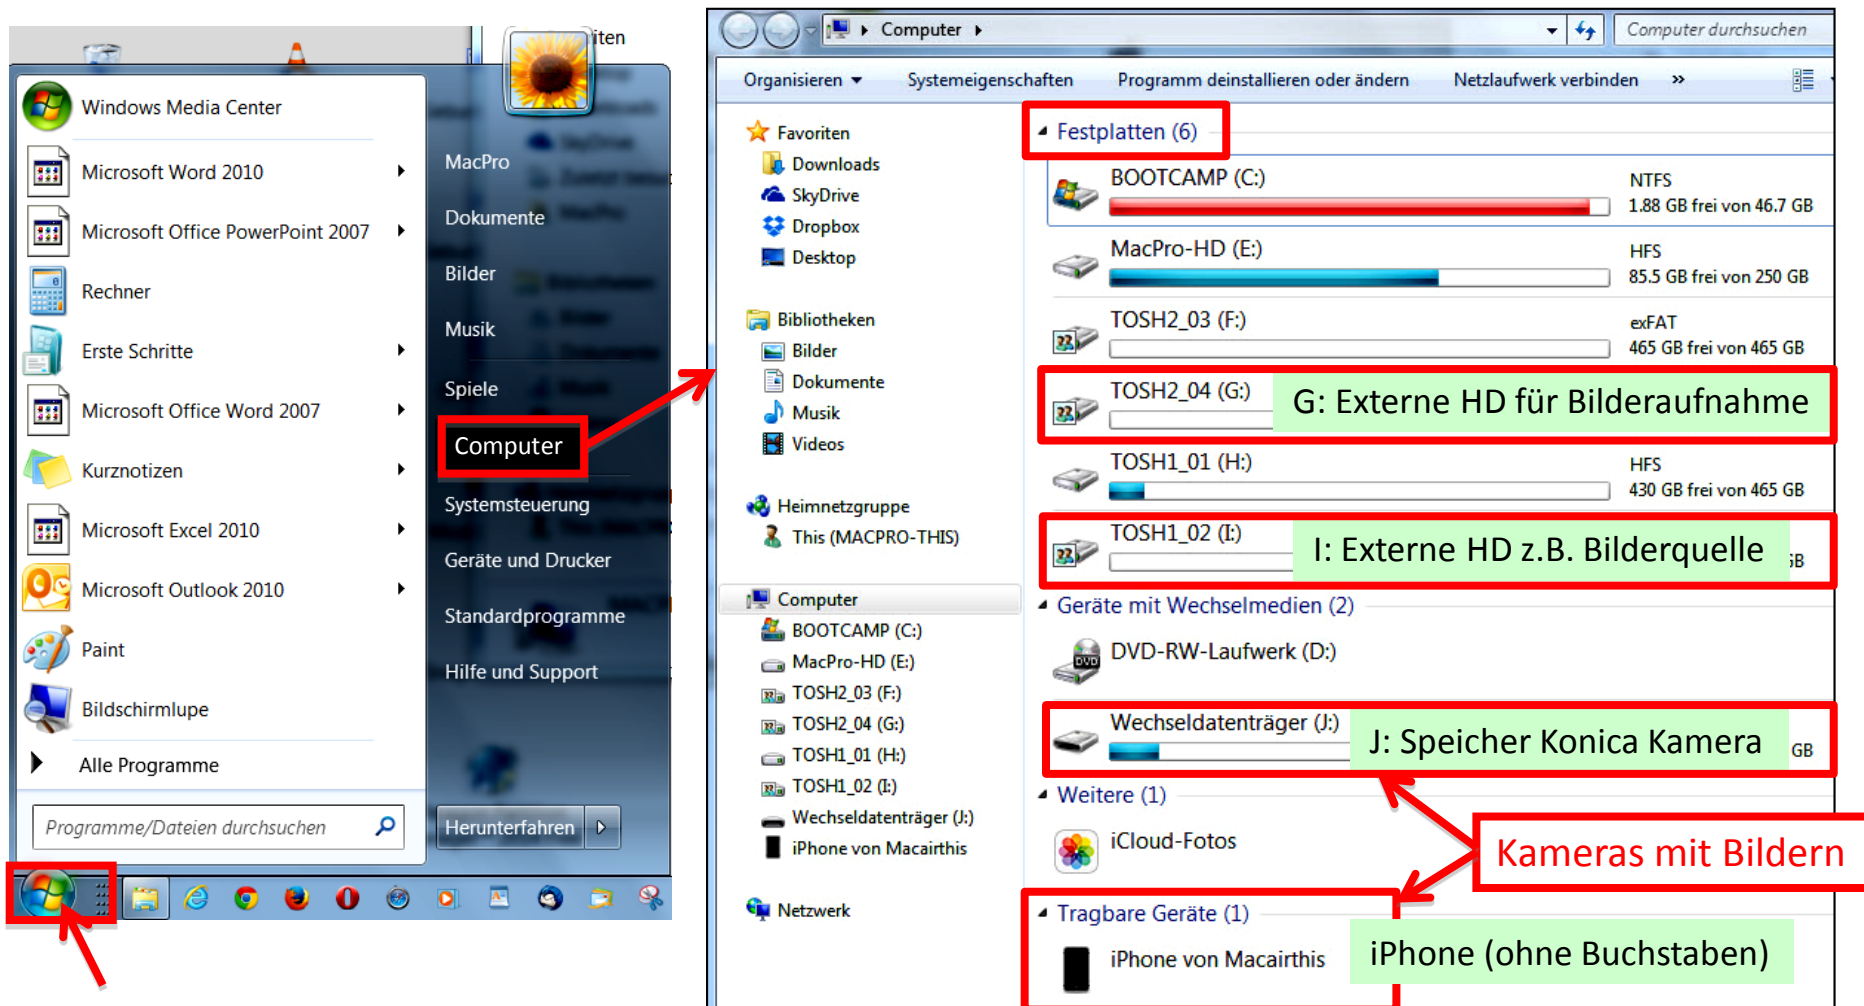 iten
Windows Media Center
Microsoft Word 2010
Microsoft Office PowerPoint 2007
Rechner
Erste Schritte
Microsoft Office Word 2007
Kurznotizen
Microsoft Excel 2010
Microsoft Outlook 2010
Paint
Bildschirmlupe
Alle Programme
Programme/Dateien durchsuchen
MacPro
Dokumente
Bilder
Musik
Spiele
Computer
Systemsteuerung
Geräte und Drucker
Standardprogramme
Hilfe und Support
Herunterfahren
Computer
Computer durchsuchen
Organisieren Systemeigenschaften Programm deinstallieren oder ändern Netzlaufwerk verbinden »
Favoriten
Downloads
SkyDrive
Dropbox
Desktop
Bibliotheken
Bilder
Dokumente
Musik
Videos
Heimnetzgruppe
This (MACPRO-THIS)
Computer
BOOTCAMP (C:)
MacPro-HD (E:)
TOSH2_03 (F:)
TOSH2_04 (G:)
TOSH1_01 (H:)
TOSH1_02 (I:)
Wechseldatenträger (J:)
iPhone von Macairthis
Netzwerk
Festplatten (6)
BOOTCAMP (C:)
NTFS
1.88 GB frei von 46.7 GB
MacPro-HD (E:)
HFS
85.5 GB frei von 250 GB
TOSH2_03 (F:)
exFAT
465 GB frei von 465 GB
TOSH2_04 (G:)
G: Externe HD für Bilderaufnahme
TOSH1_01 (H:)
HFS
430 GB frei von 465 GB
TOSH1_02 (I:)
I: Externe HD z.B. Bilderquelle
GB
Geräte mit Wechselmedien (2)
DVD-RW-Laufwerk (D:)
Wechseldatenträger (J:)
J: Speicher Konica Kamera
GB
Weitere (1)
iCloud-Fotos
Kameras mit Bildern
Tragbare Geräte (1)
iPhone von Macairthis
iPhone (ohne Buchstaben)